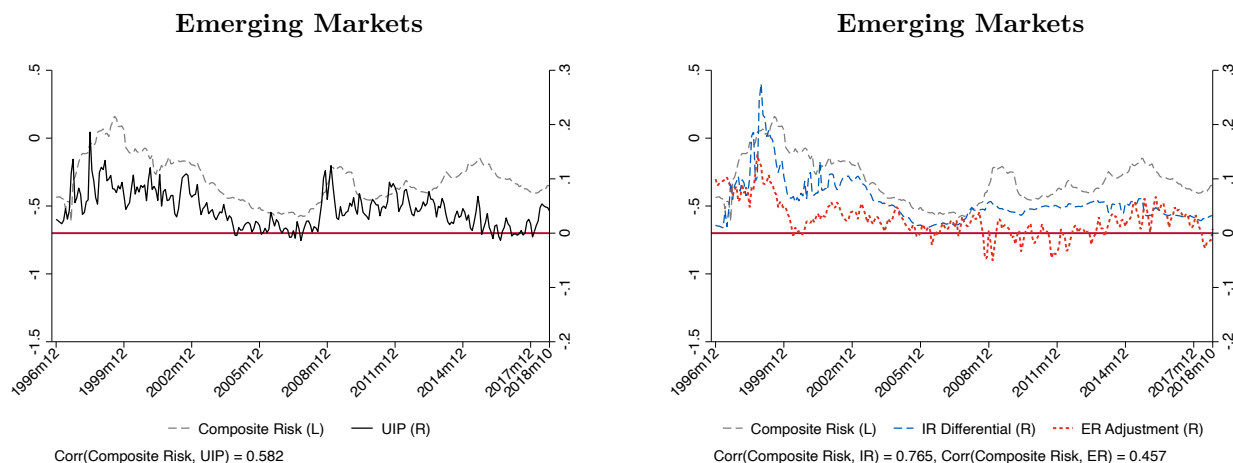 Emerging Markets
.5
0
-.5
-1
-1.5
.3
.2
.1
0
-.1
-.2
1996m12
1999m12
2002m12
2005m12
2008m12
2011m12
2014m12
2017m12
2018m10
Composite Risk (L) UIP (R)
Corr(Composite Risk, UIP) = 0.582
Emerging Markets
.5
0
-.5
-1
-1.5
.3
.2
.1
0
-.1
-.2
1996m12
1999m12
2002m12
2005m12
2008m12
2011m12
2014m12
2017m12
2018m10
Composite Risk (L) IR Differential (R) ER Adjustment (R)
Corr(Composite Risk, IR) = 0.765, Corr(Composite Risk, ER) = 0.457